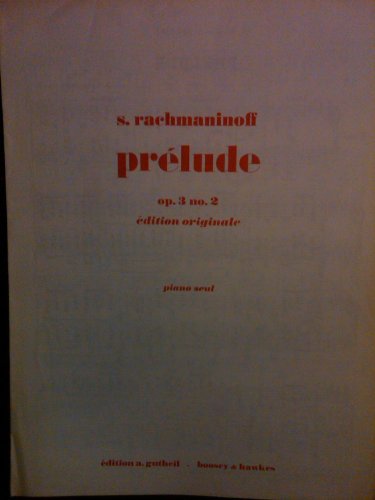 s. rachmaninoff
prélude
op. 3 no. 2
édition originale
piano seul
édition a. gutheil . boosey & hawkes